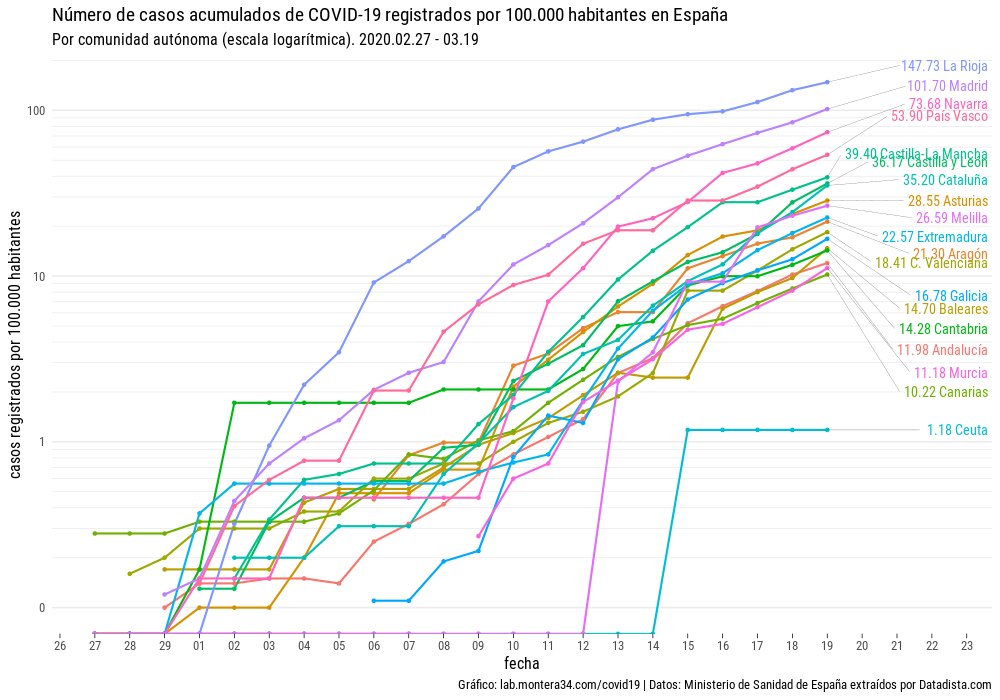 Número de casos acumulados de COVID-19 registrados por 100.000 habitantes en España
Por comunidad autónoma (escala logarítmica). 2020.02.27 - 03.19
casos registrados por 100.000 habitantes
100
10
1
0
147.73 La Rioja
101.70 Madrid
73.68 Navarra
53.90 País Vasco
39.40 Castilla-La Mancha
36.17 Castilla y León
35.20 Cataluña
28.55 Asturias
26.59 Melilla
22.57 Extremadura
21.30 Aragón
18.41 C. Valenciana
16.78 Galicia
14.70 Baleares
14.28 Cantabria
11.98 Andalucía
11.18 Murcia
10.22 Canarias
1.18 Ceuta
26 27 28 29 01 02 03 04 05 06 07 08 09 10 11 12 13 14 15 16 17 18 19 20 21 22 23
fecha
Gráfico: lab.montera34.com/covid19 | Datos: Ministerio de Sanidad de España extraídos por Datadista.com